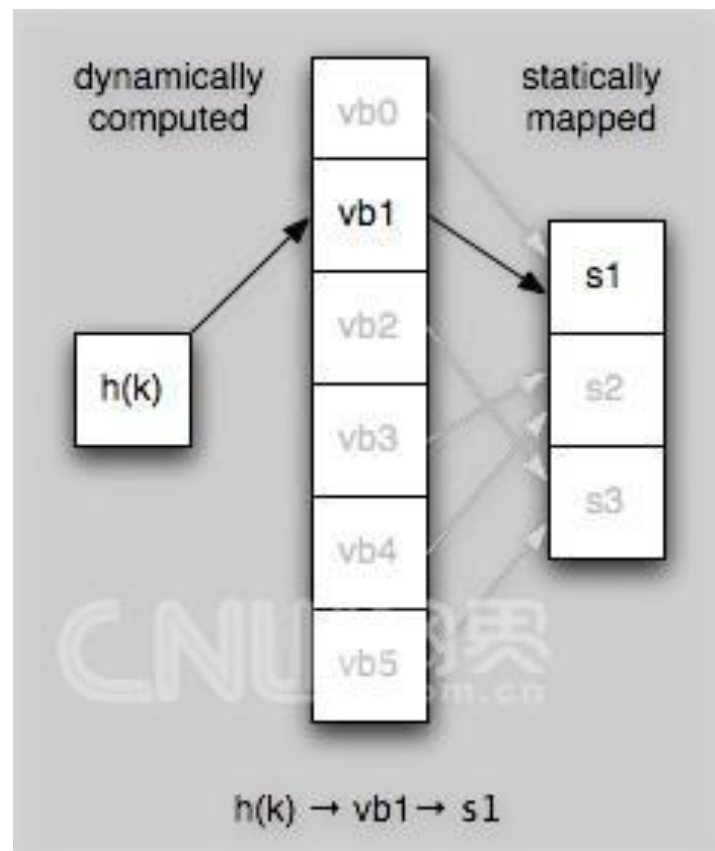 dynamically
computed
statically
mapped
vb0
vb1
vb2
vb3
vb4
vb5
h(k)
s1
s2
s3
h(k) → vb1→ s1